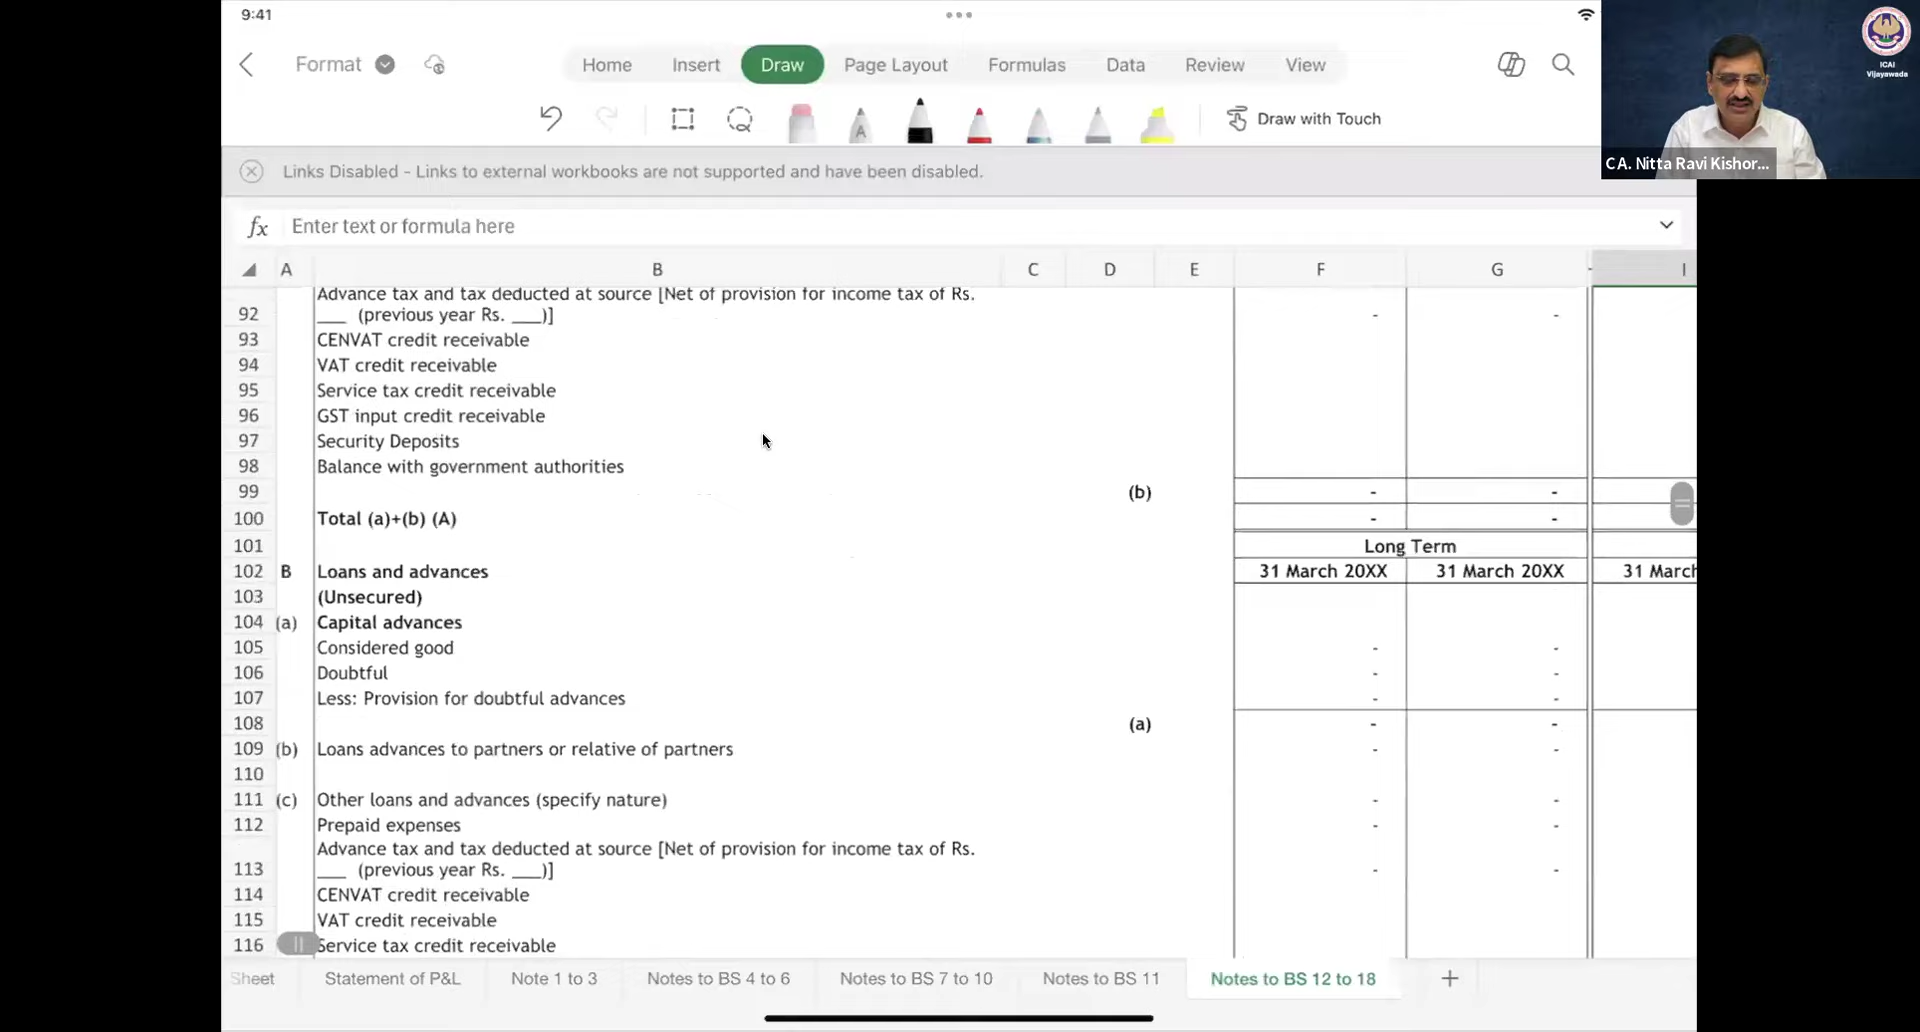 9:41
Format
Home Insert Draw Page Layout Formulas Data Review View
A
Draw with Touch
Links Disabled - Links to external workbooks are not supported and have been disabled.
fx Enter text or formula here
A B C D E F G I
Advance tax and tax deducted at source [Net of provision for income tax of Rs.
92 ___ (previous year Rs. ___)] - -
93 CENVAT credit receivable
94 VAT credit receivable
95 Service tax credit receivable
96 GST input credit receivable
97 Security Deposits
98 Balance with government authorities
99 (b) - -
100 Total (a)+(b) (A) - -
101 Long Term
102 B Loans and advances 31 March 20XX 31 March 20XX 31 March
103 (Unsecured)
104 (a) Capital advances
105 Considered good - -
106 Doubtful - -
107 Less: Provision for doubtful advances - -
108 (a) - -
109 (b) Loans advances to partners or relative of partners - -
110
111 (c) Other loans and advances (specify nature) - -
112 Prepaid expenses - -
Advance tax and tax deducted at source [Net of provision for income tax of Rs.
113 ___ (previous year Rs. ___)] - -
114 CENVAT credit receivable
115 VAT credit receivable
116 Service tax credit receivable
Sheet Statement of P&L Note 1 to 3 Notes to BS 4 to 6 Notes to BS 7 to 10 Notes to BS 11 Notes to BS 12 to 18
CA. Nitta Ravi Kishor...
ICAI
Vijayawada